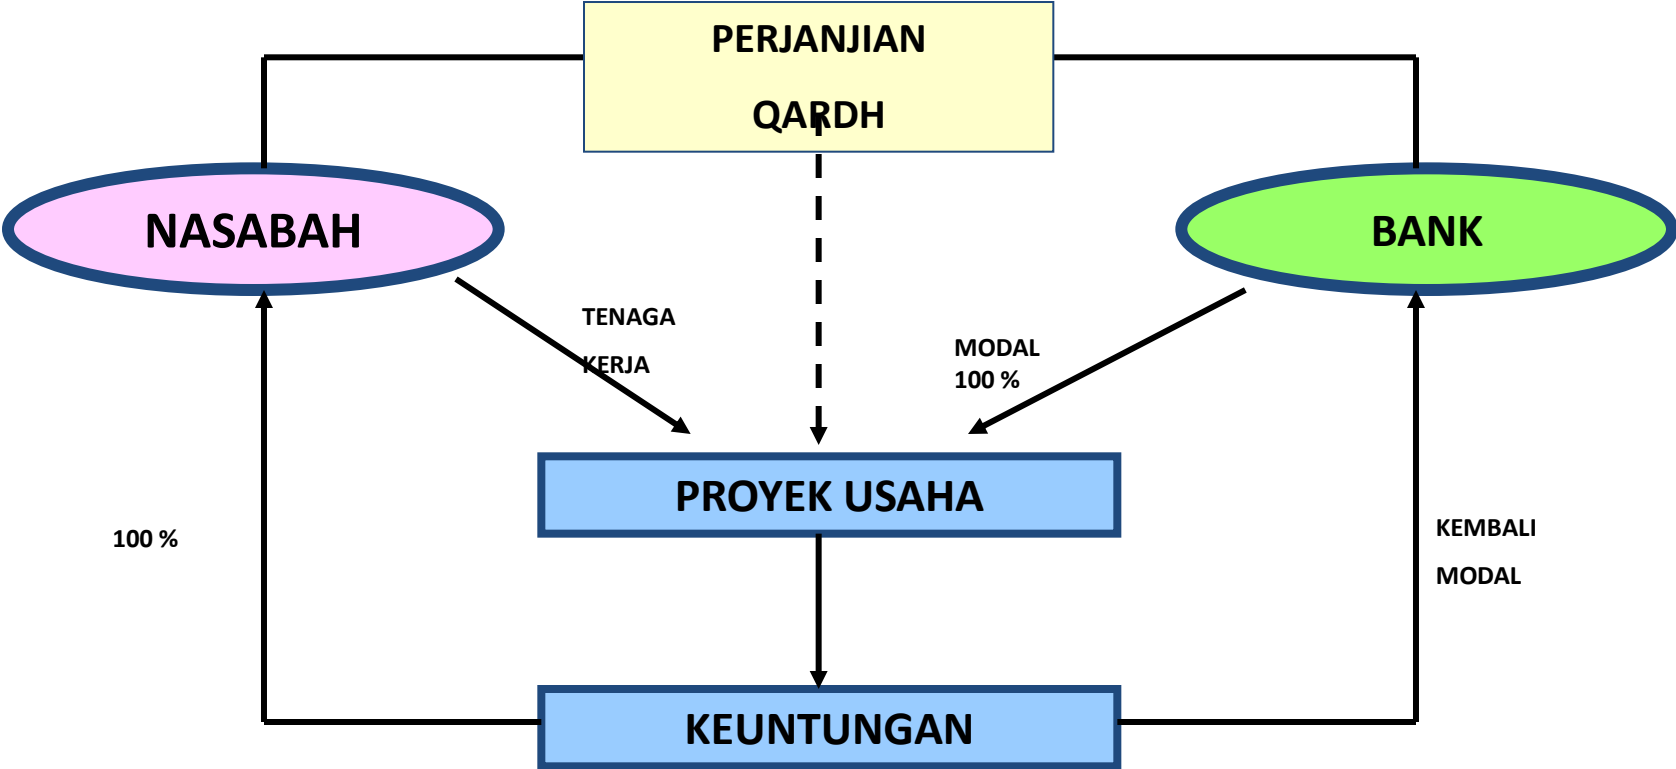 PERJANJIAN
QARDH
NASABAH
BANK
TENAGA
KERJA
MODAL
100 %
PROYEK USAHA
100 %
KEMBALI
MODAL
KEUNTUNGAN